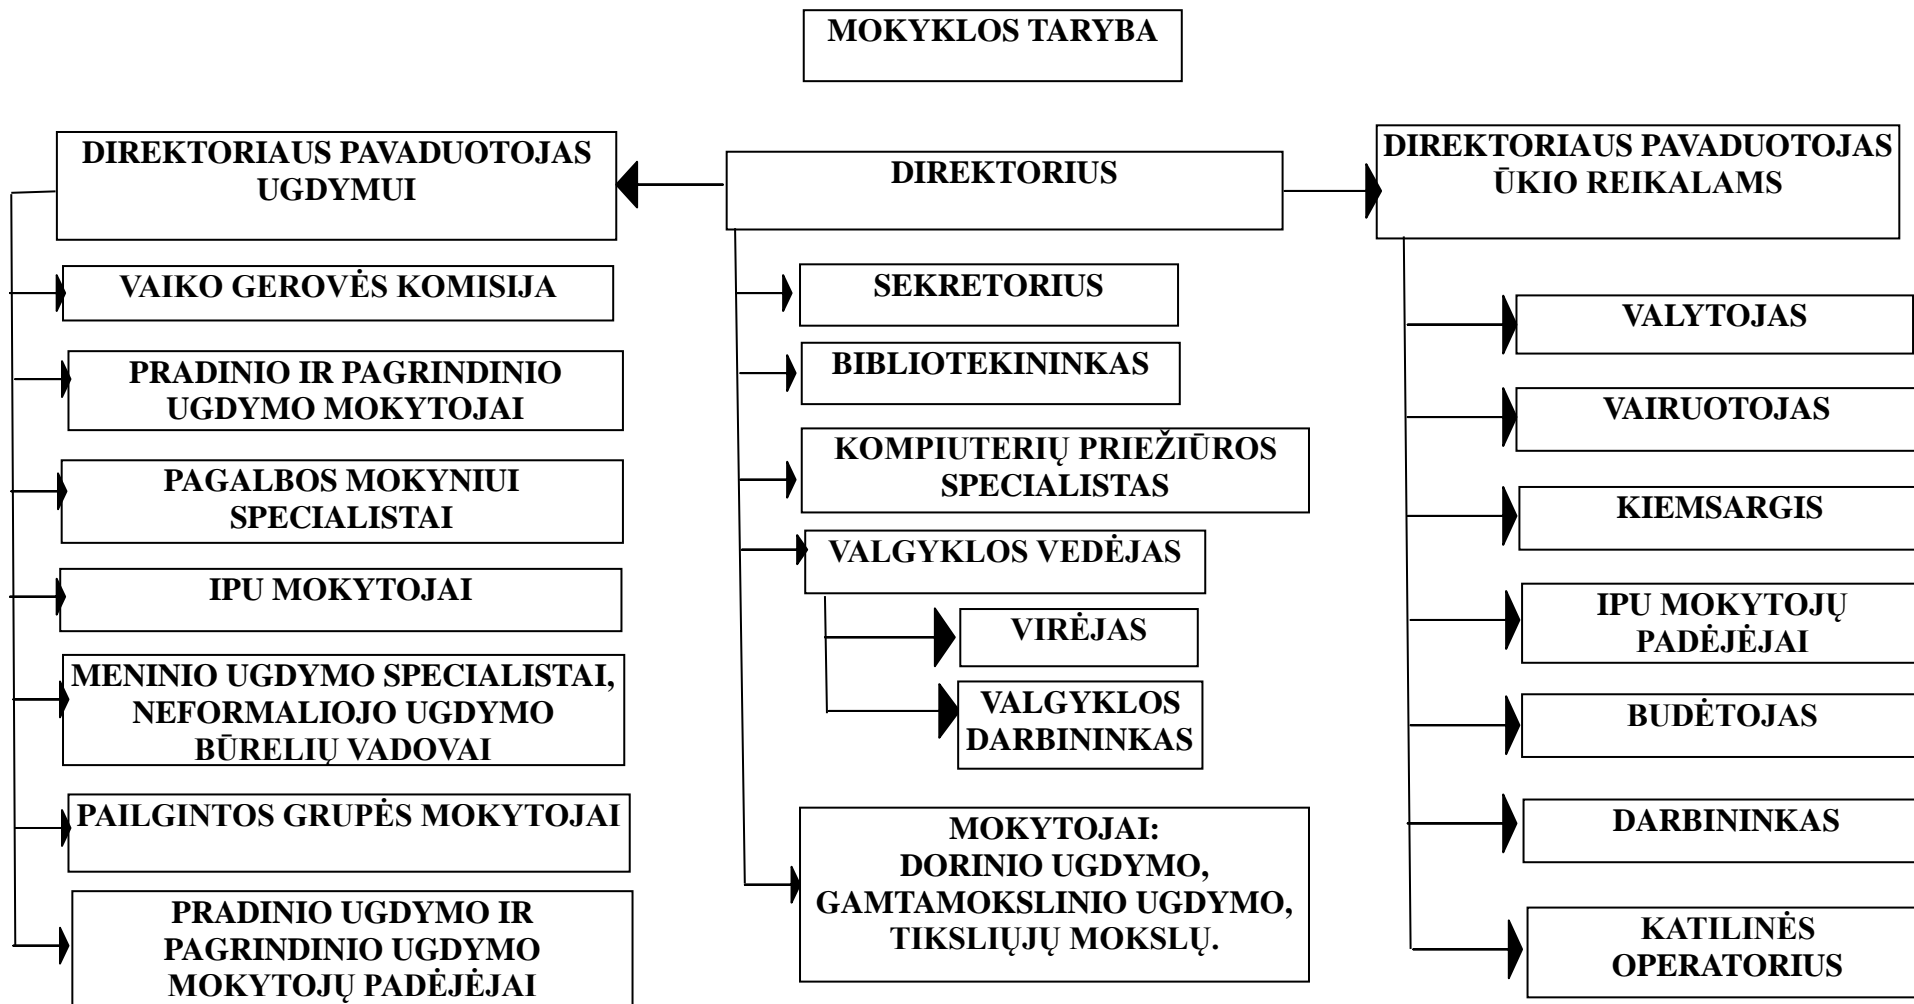 MOKYKLOS TARYBA
DIREKTORIAUS PAVADUOTOJAS
UGDYMUI
DIREKTORIUS
DIREKTORIAUS PAVADUOTOJAS
ŪKIO REIKALAMS
VAIKO GEROVĖS KOMISIJA
PRADINIO IR PAGRINDINIO
UGDYMO MOKYTOJAI
PAGALBOS MOKYNIUI
SPECIALISTAI
IPU MOKYTOJAI
MENINIO UGDYMO SPECIALISTAI,
NEFORMALIOJO UGDYMO
BŪRELIŲ VADOVAI
PAILGINTOS GRUPĖS MOKYTOJAI
PRADINIO UGDYMO IR
PAGRINDINIO UGDYMO
MOKYTOJŲ PADĖJĖJAI
SEKRETORIUS
BIBLIOTEKININKAS
KOMPIUTERIŲ PRIEŽIŪROS
SPECIALISTAS
VALGYKLOS VEDĖJAS
VIRĖJAS
VALGYKLOS
DARBININKAS
MOKYTOJAI:
DORINIO UGDYMO,
GAMTAMOKSLINIO UGDYMO,
TIKSLIŲJŲ MOKSLŲ.
VALYTOJAS
VAIRUOTOJAS
KIEMSARGIS
IPU MOKYTOJŲ
PADĖJĖJAI
BUDĖTOJAS
DARBININKAS
KATILINĖS
OPERATORIUS